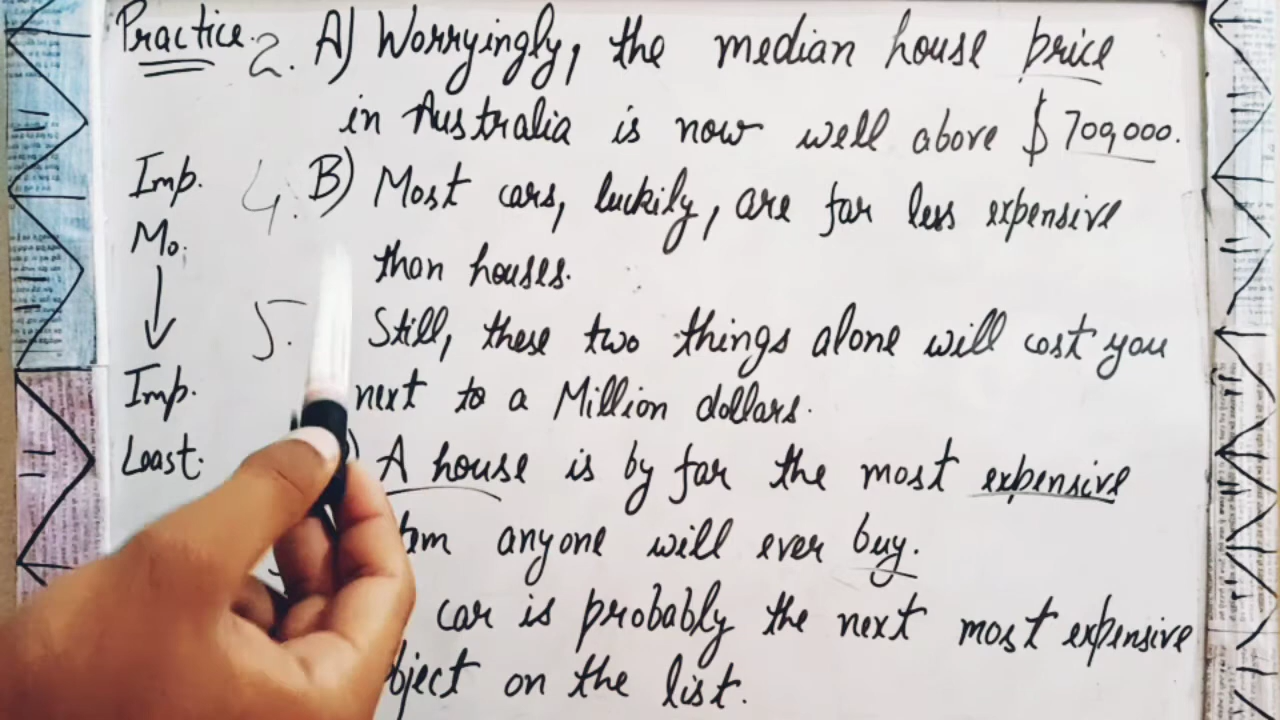 Practice. 2. A) Worryingly, the median house price
in Australia is now well above $ 700,000.
Imp. 4. B) Most cars, luckily, are far less expensive
Mo. than houses.
5. Still, these two things alone will cost you
Imp. next to a Million dollars.
Least. ) A house is by far the most expensive
tem anyone will ever buy.
car is probably the next most expensive
bject on the list.